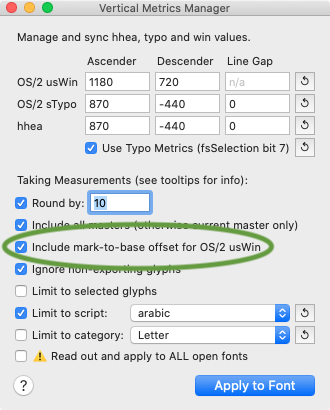 Vertical Metrics Manager
Manage and sync hhea, typo and win values.
Ascender Descender Line Gap
OS/2 usWin 1180 720 n/a
OS/2 sTypo 870 -440 0
hhea 870 -440 0
Use Typo Metrics (fsSelection bit 7)
Taking Measurements (see tooltips for info):
Round by: 10
Include all masters (otherwise current master only)
Include mark-to-base offset for OS/2 usWin
Ignore non-exporting glyphs
Limit to selected glyphs
Limit to script: arabic
Limit to category: Letter
⚠️ Read out and apply to ALL open fonts
? Apply to Font